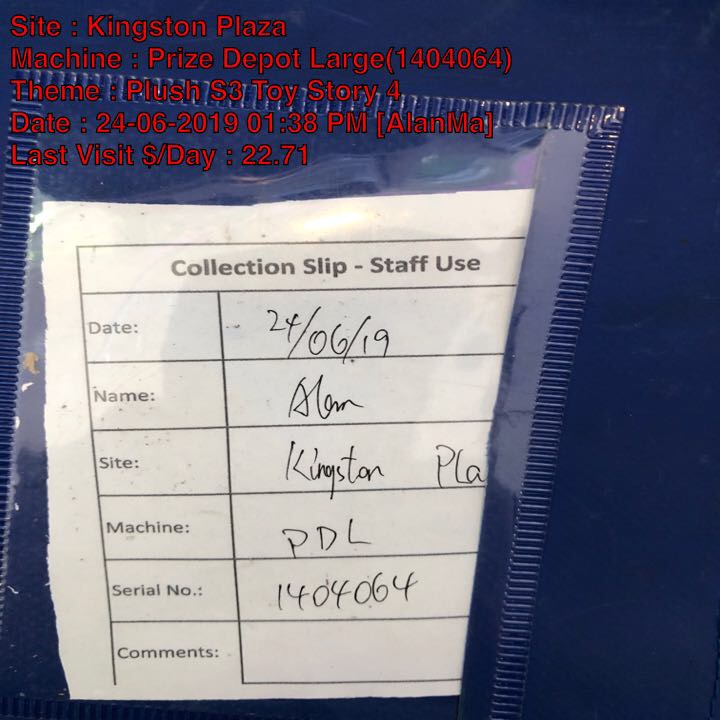 Site : Kingston Plaza
Machine : Prize Depot Large(1404064)
Theme : Plush S3 Toy Story 4
Date : 24-06-2019 01:38 PM [AlanMa]
Last Visit $/Day : 22.71
Collection Slip - Staff Use
Date: 24/06/19
Name: Alan
Site: Kingston Pla
Machine: PDL
Serial No.: 1404064
Comments: